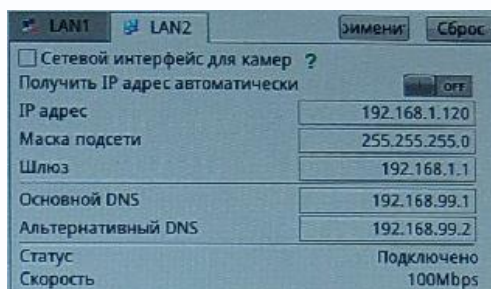 LAN1 LAN2 зимени Сброс
Сетевой интерфейс для камер ?
Получить IP адрес автоматически OFF
IP адрес 192.168.1.120
Маска подсети 255.255.255.0
Шлюз 192.168.1.1
Основной DNS 192.168.99.1
Альтернативный DNS 192.168.99.2
Статус Подключено
Скорость 100Mbps